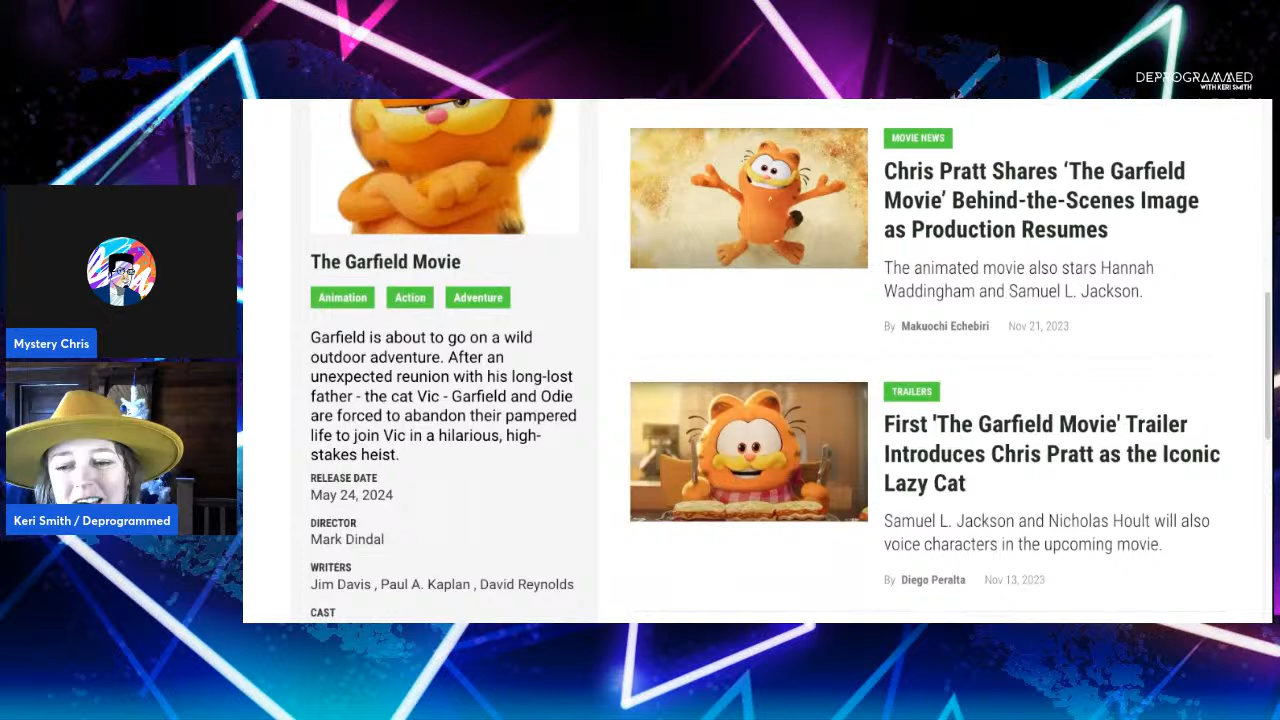 DEPROGRAMMED
WITH KERI SMITH
Mystery Chris
Keri Smith / Deprogrammed
The Garfield Movie
Animation
Action
Adventure
Garfield is about to go on a wild
outdoor adventure. After an
unexpected reunion with his long-lost
father - the cat Vic - Garfield and Odie
are forced to abandon their pampered
life to join Vic in a hilarious, high-
stakes heist.
RELEASE DATE
May 24, 2024
DIRECTOR
Mark Dindal
WRITERS
Jim Davis , Paul A. Kaplan , David Reynolds
CAST
MOVIE NEWS
Chris Pratt Shares ‘The Garfield
Movie’ Behind-the-Scenes Image
as Production Resumes
The animated movie also stars Hannah
Waddingham and Samuel L. Jackson.
By Makuochi Echebiri Nov 21, 2023
TRAILERS
First 'The Garfield Movie' Trailer
Introduces Chris Pratt as the Iconic
Lazy Cat
Samuel L. Jackson and Nicholas Hoult will also
voice characters in the upcoming movie.
By Diego Peralta Nov 13, 2023